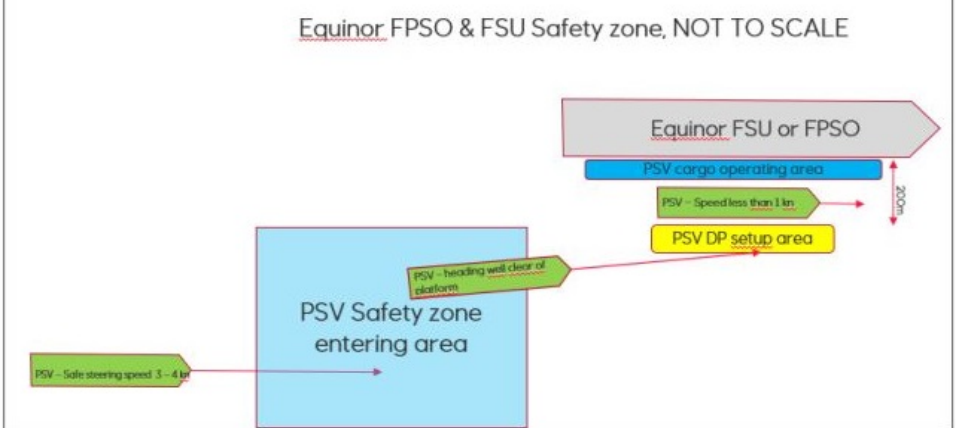 Equinor FPSO & FSU Safety zone, NOT TO SCALE
Equinor FSU or FPSO
PSV cargo operating area
PSV – Speed less than 1 kn
200m
PSV DP setup area
PSV – heading well clear of
platform
PSV Safety zone
entering area
PSV – Safe steering speed 3 – 4 kn